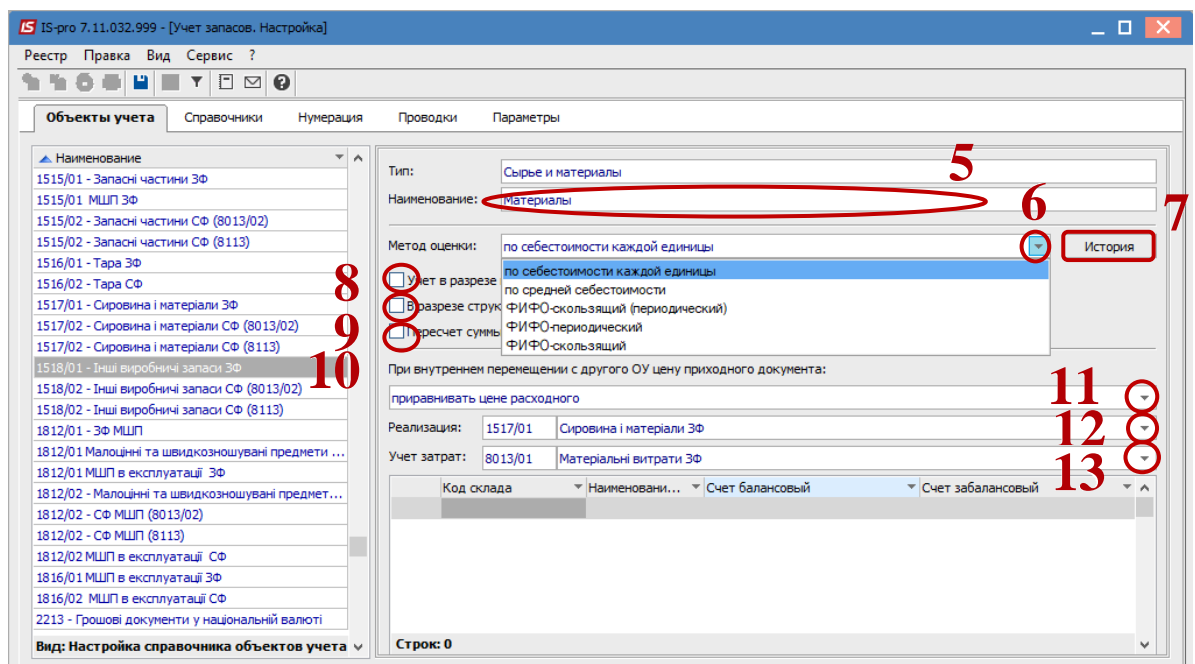 IS-pro 7.11.032.999 - [Учет запасов. Настройка]
Реестр Правка Вид Сервис ?
Объекты учета Справочники Нумерация Проводки Параметры
Наименование
1515/01 - Запасні частини ЗФ
1515/01 МШП ЗФ
1515/02 - Запасні частини СФ (8013/02)
1515/02 - Запасні частини СФ (8113)
1516/01 - Тара ЗФ
1516/02 - Тара СФ
1517/01 - Сировина і матеріали ЗФ
1517/02 - Сировина і матеріали СФ (8013/02)
1517/02 - Сировина і матеріали СФ (8113)
1518/01 - Інші виробничі запаси ЗФ
1518/02 - Інші виробничі запаси СФ (8013/02)
1518/02 - Інші виробничі запаси СФ (8113)
1812/01 - ЗФ МШП
1812/01 Малоцінні та швидкозношувані предмети ...
1812/01 МШП в експлуатації ЗФ
1812/02 - Малоцінні та швидкозношувані предмет...
1812/02 - СФ МШП (8013/02)
1812/02 - СФ МШП (8113)
1812/02 МШП в експлуатації СФ
1816/01 МШП в експлуатації ЗФ
1816/02 МШП в експлуатації СФ
2213 - Грошові документи у національній валюті
Вид: Настройка справочника объектов учета
Тип: Сырье и материалы
5
Наименование: Материалы
6
7
Метод оценки: по себестоимости каждой единицы История
по себестоимости каждой единицы
по средней себестоимости
ФИФО-скользящий (периодический)
ФИФО-периодический
ФИФО-скользящий
8 Учет в разрезе
В разрезе струк
9 Пересчет суммы
10
При внутреннем перемещении с другого ОУ цену приходного документа:
приравнивать цене расходного 11
Реализация: 1517/01 Сировина і матеріали ЗФ 12
Учет затрат: 8013/01 Матеріальні витрати ЗФ 13
Код склада Наименовани... Счет балансовый Счет забалансовый
Строк: 0